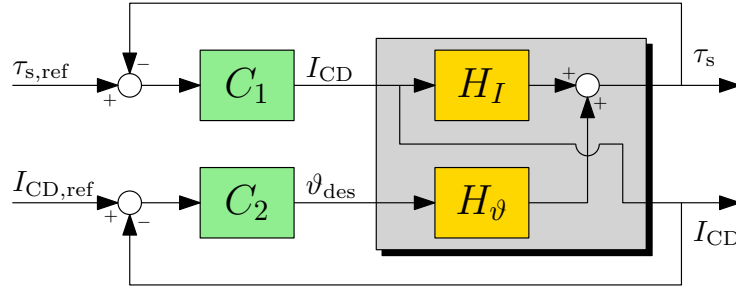 −
τs,ref
+
C1
ICD
HI
+
+
τs
ICD,ref
+
−
C2
ϑdes
Hϑ
ICD